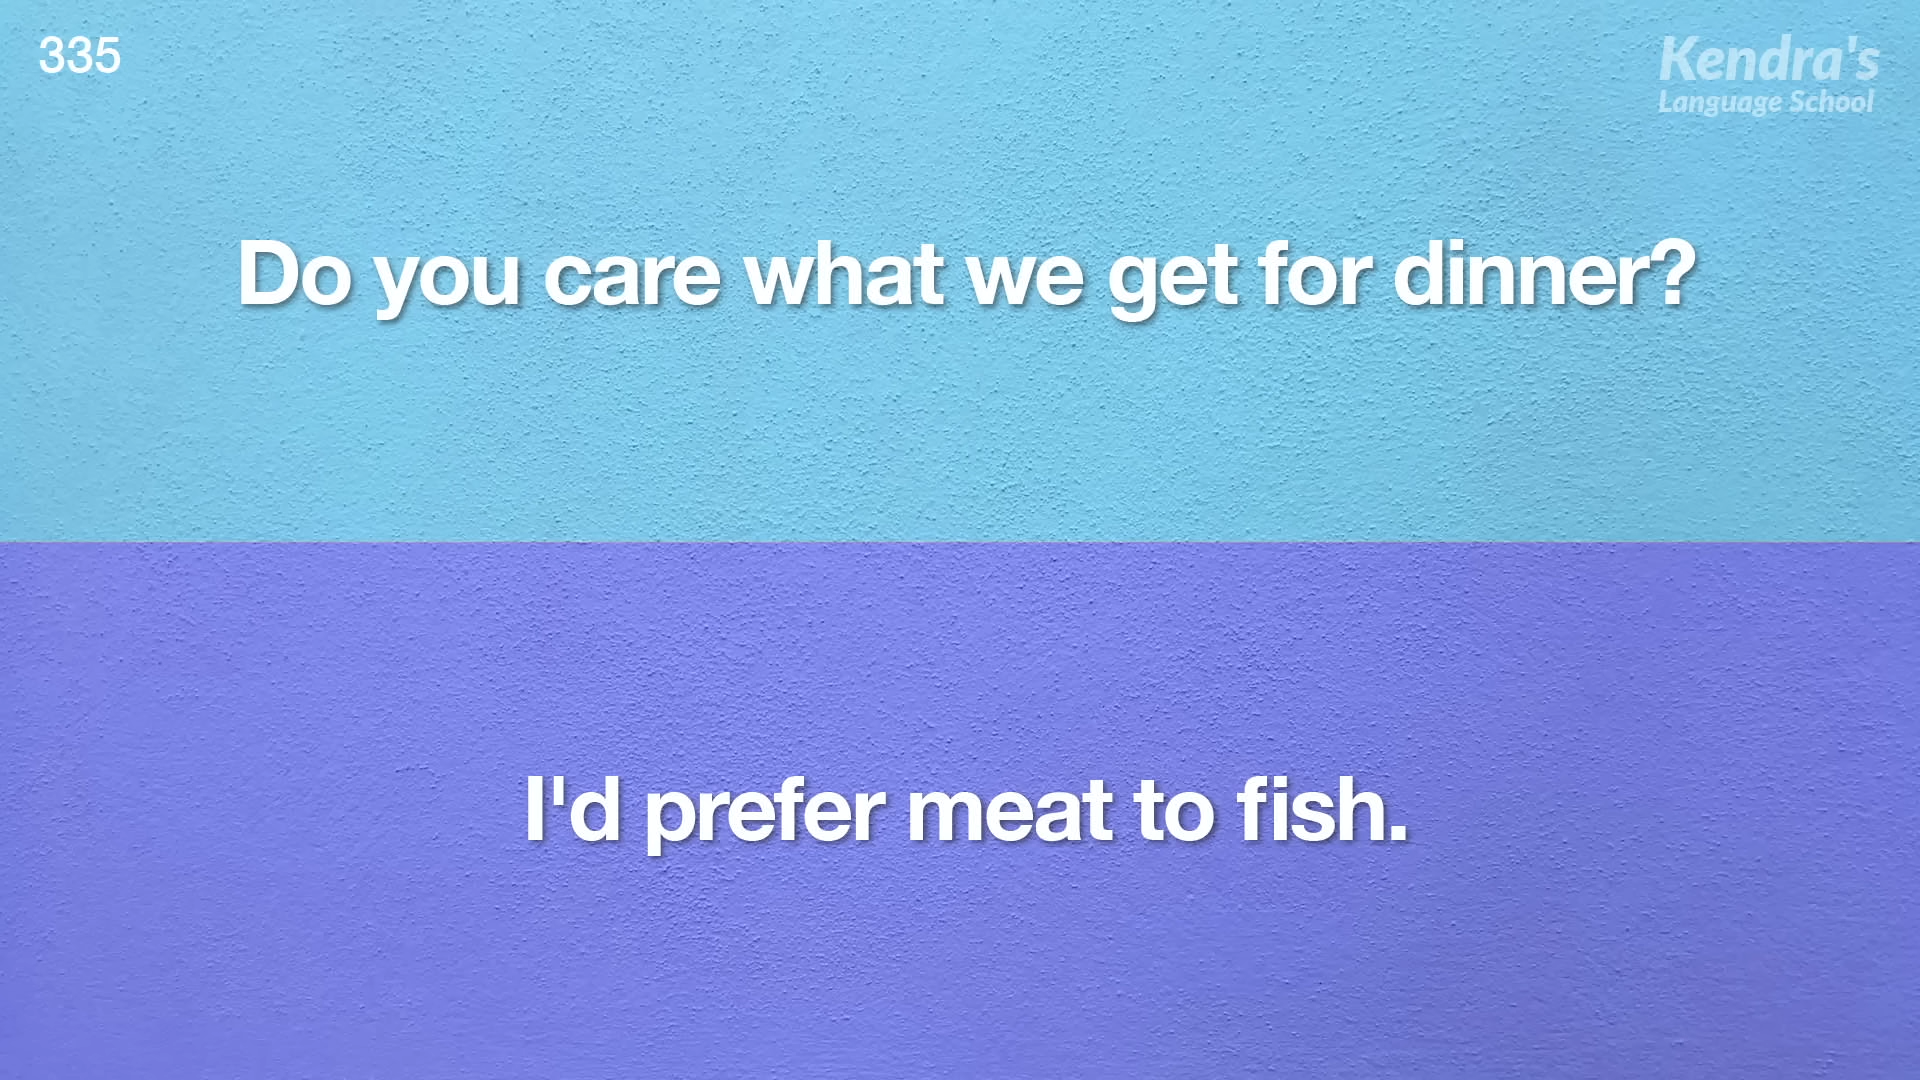 335
Kendra's
Language School
Do you care what we get for dinner?
I'd prefer meat to fish.